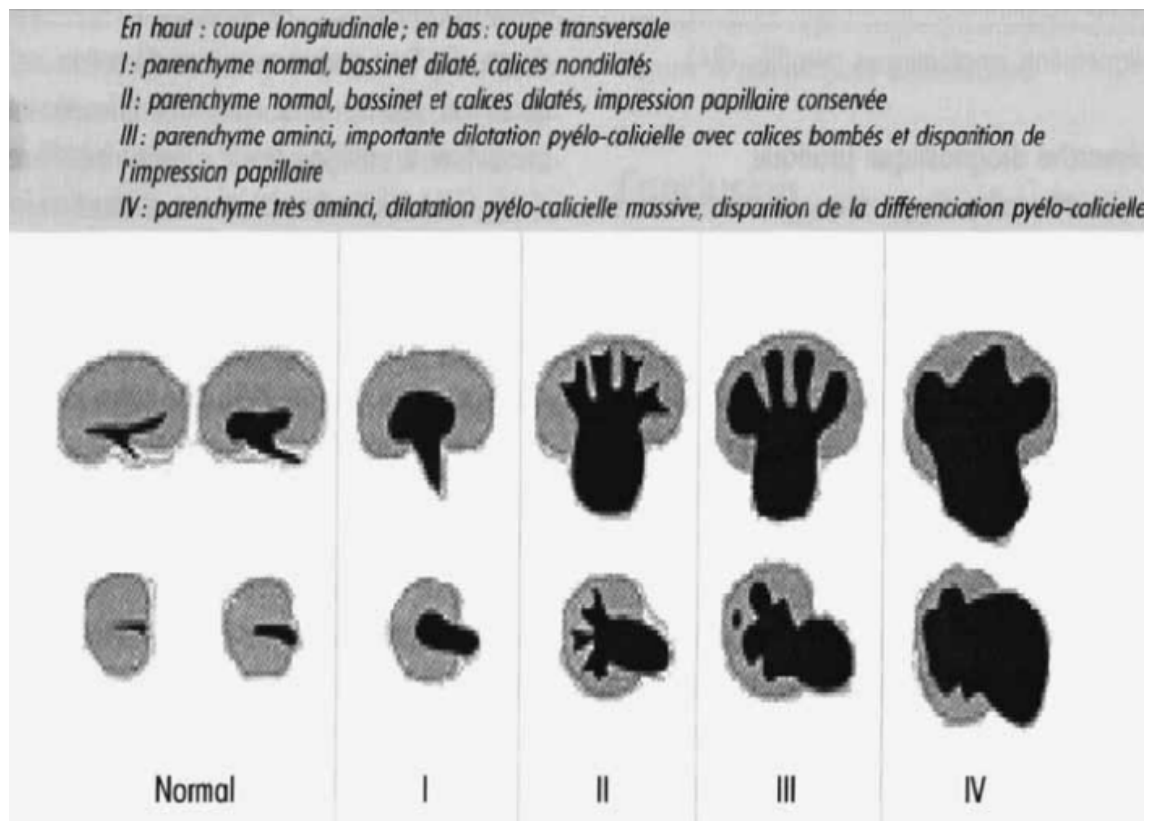 En haut : coupe longitudinale ; en bas : coupe transversale
I : parenchyme normal, bassinet dilaté, calices nondilatés
II : parenchyme normal, bassinet et calices dilatés, impression papillaire conservée
III : parenchyme aminci, importante dilatation pyélo-calicielle avec calices bombés et disparition de
l'impression papillaire
IV : parenchyme très aminci, dilatation pyélo-calicielle massive, disparition de la différenciation pyélo-calicielle
Normal I II III IV